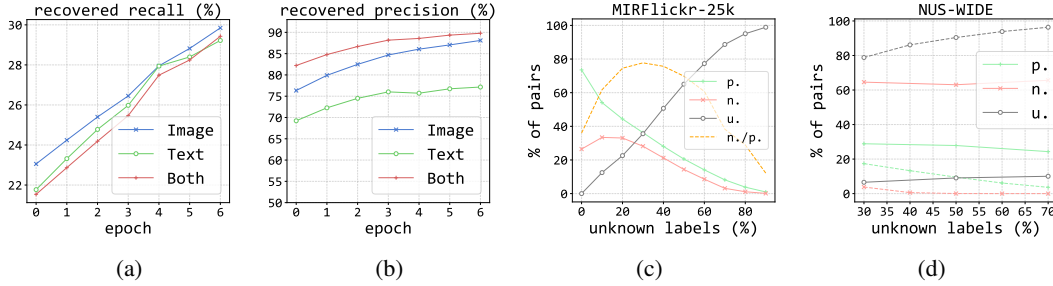 recovered recall (%)
30
28
26
24
22
Image
Text
Both
0 1 2 3 4 5 6
epoch
(a)
recovered precision (%)
90
85
80
75
70
65
60
55
50
Image
Text
Both
0 1 2 3 4 5 6
epoch
(b)
MIRFlickr-25k
% of pairs
100
80
60
40
20
0
p.
n.
u.
n./p.
0 20 40 60 80
unknown labels (%)
(c)
NUS-WIDE
% of pairs
100
80
60
40
20
0
p.
n.
u.
30 35 40 45 50 55 60 65 70
unknown labels (%)
(d)